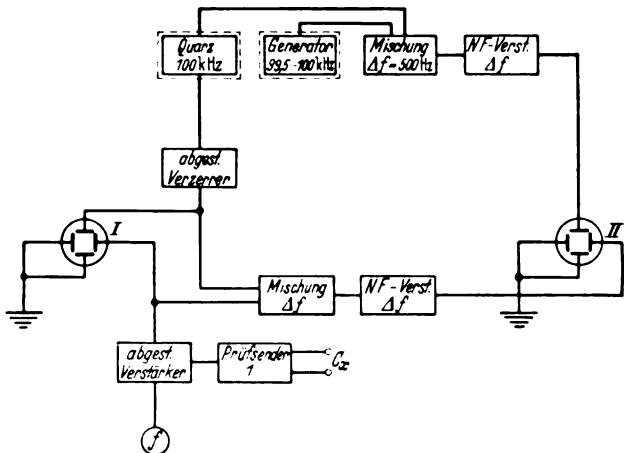 Quarz
100 kHz
Generator
99,5-100 kHz
Mischung
Δf = 500 Hz
NF-Verst.
Δf
abgest.
Verzerrer
I
II
Mischung
Δf
NF-Verst.
Δf
abgest.
Verstärker
Prüfsender
1
Cx
f